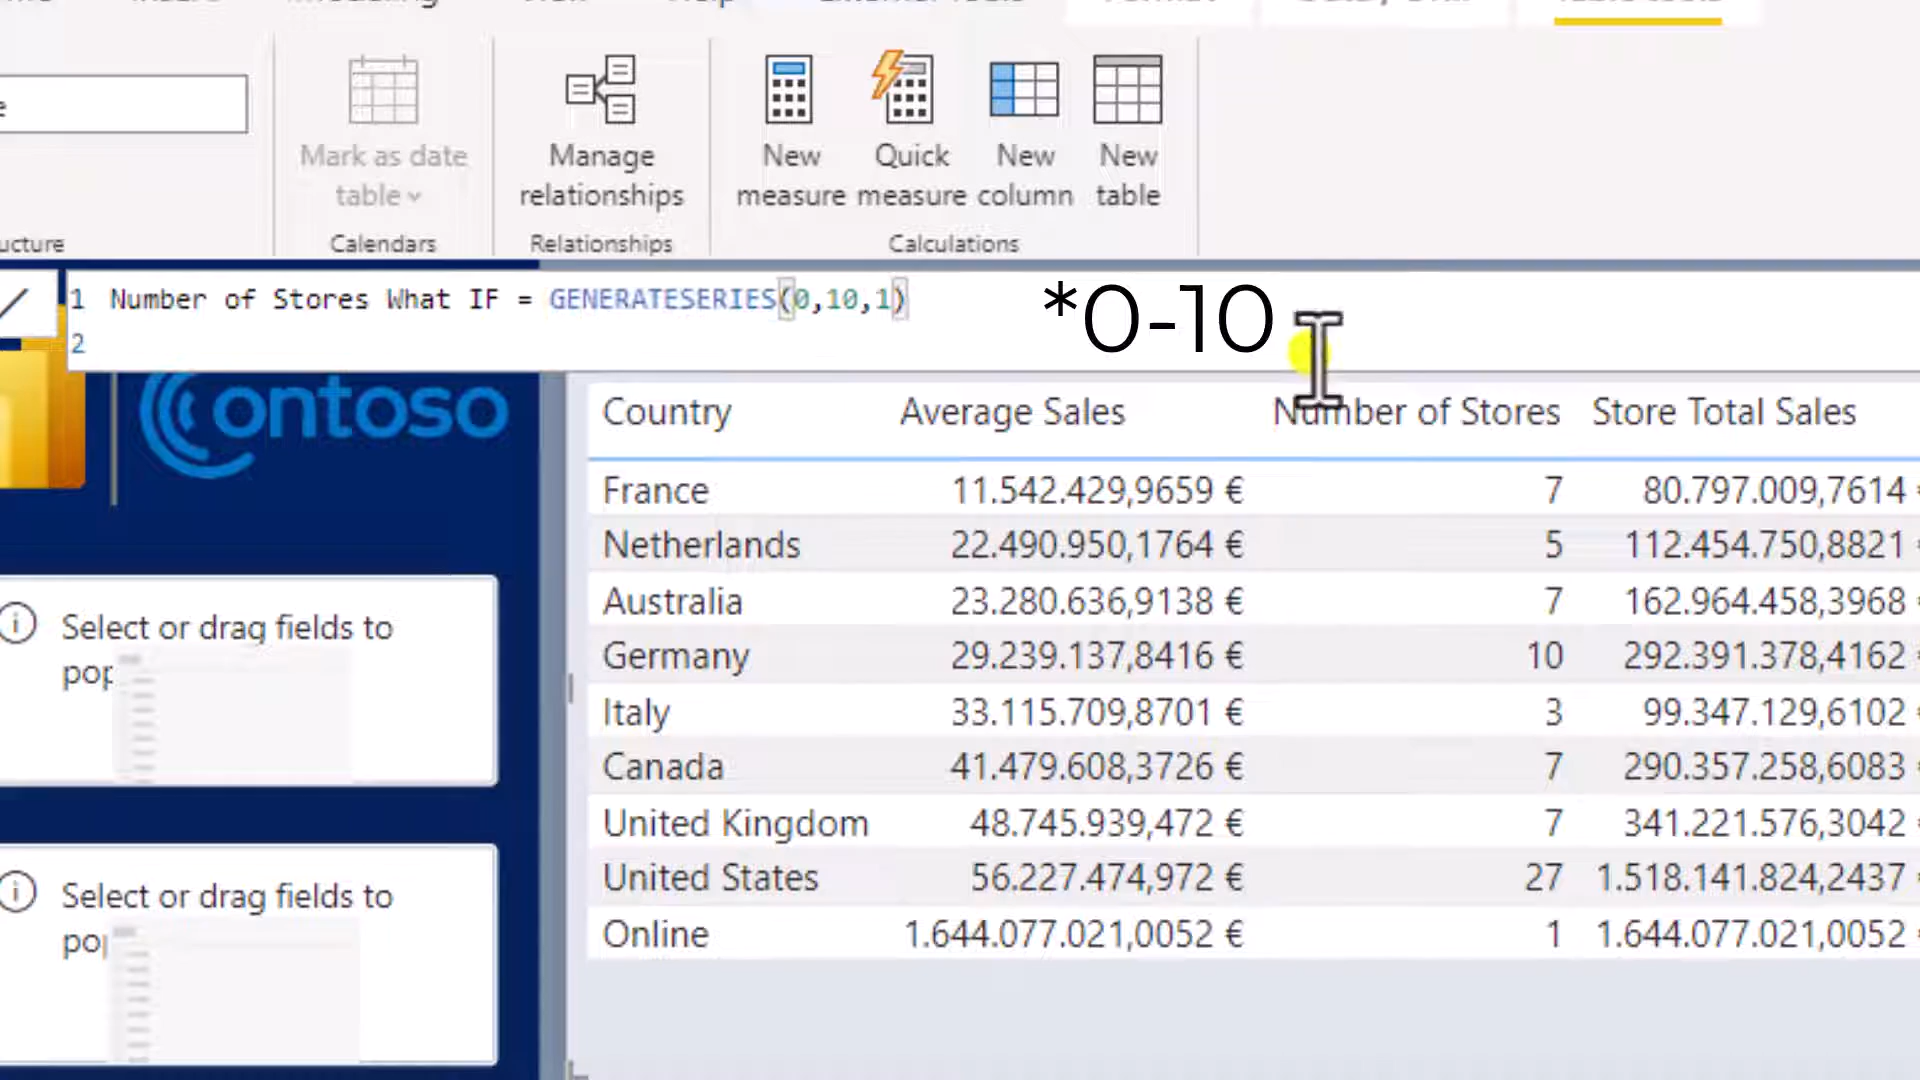 Help
Mark as date
table
Manage
relationships
New
measure
Quick
measure
New
column
New
table
Calendars
Relationships
Calculations
1 Number of Stores What IF = GENERATESERIES(0,10,1)
2
*0-10
Contoso
Country Average Sales Number of Stores Store Total Sales
France 11.542.429,9659 € 7 80.797.009,7614
Netherlands 22.490.950,1764 € 5 112.454.750,8821
Australia 23.280.636,9138 € 7 162.964.458,3968
Germany 29.239.137,8416 € 10 292.391.378,4162
Italy 33.115.709,8701 € 3 99.347.129,6102
Canada 41.479.608,3726 € 7 290.357.258,6083
United Kingdom 48.745.939,472 € 7 341.221.576,3042
United States 56.227.474,972 € 27 1.518.141.824,2437
Online 1.644.077.021,0052 € 1 1.644.077.021,0052
Select or drag fields to
Select or drag fields to